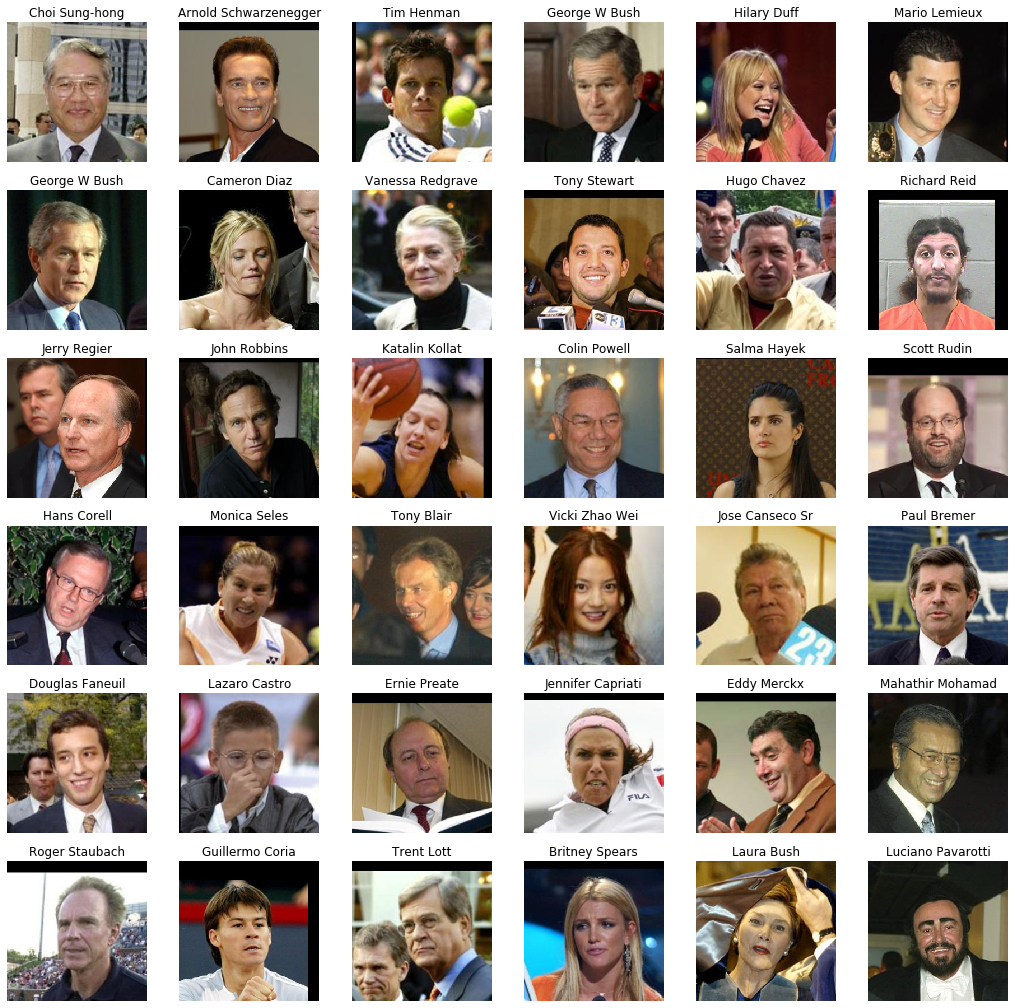 Choi Sung-hong
Arnold Schwarzenegger
Tim Henman
George W Bush
Hilary Duff
Mario Lemieux
George W Bush
Cameron Diaz
Vanessa Redgrave
Tony Stewart
Hugo Chavez
Richard Reid
Jerry Regier
John Robbins
Katalin Kollat
Colin Powell
Salma Hayek
Scott Rudin
Hans Corell
Monica Seles
Tony Blair
Vicki Zhao Wei
Jose Canseco Sr
Paul Bremer
23
Douglas Faneuil
Lazaro Castro
Ernie Preate
Jennifer Capriati
Eddy Merckx
Mahathir Mohamad
FILA
Roger Staubach
Guillermo Coria
Trent Lott
Britney Spears
Laura Bush
Luciano Pavarotti